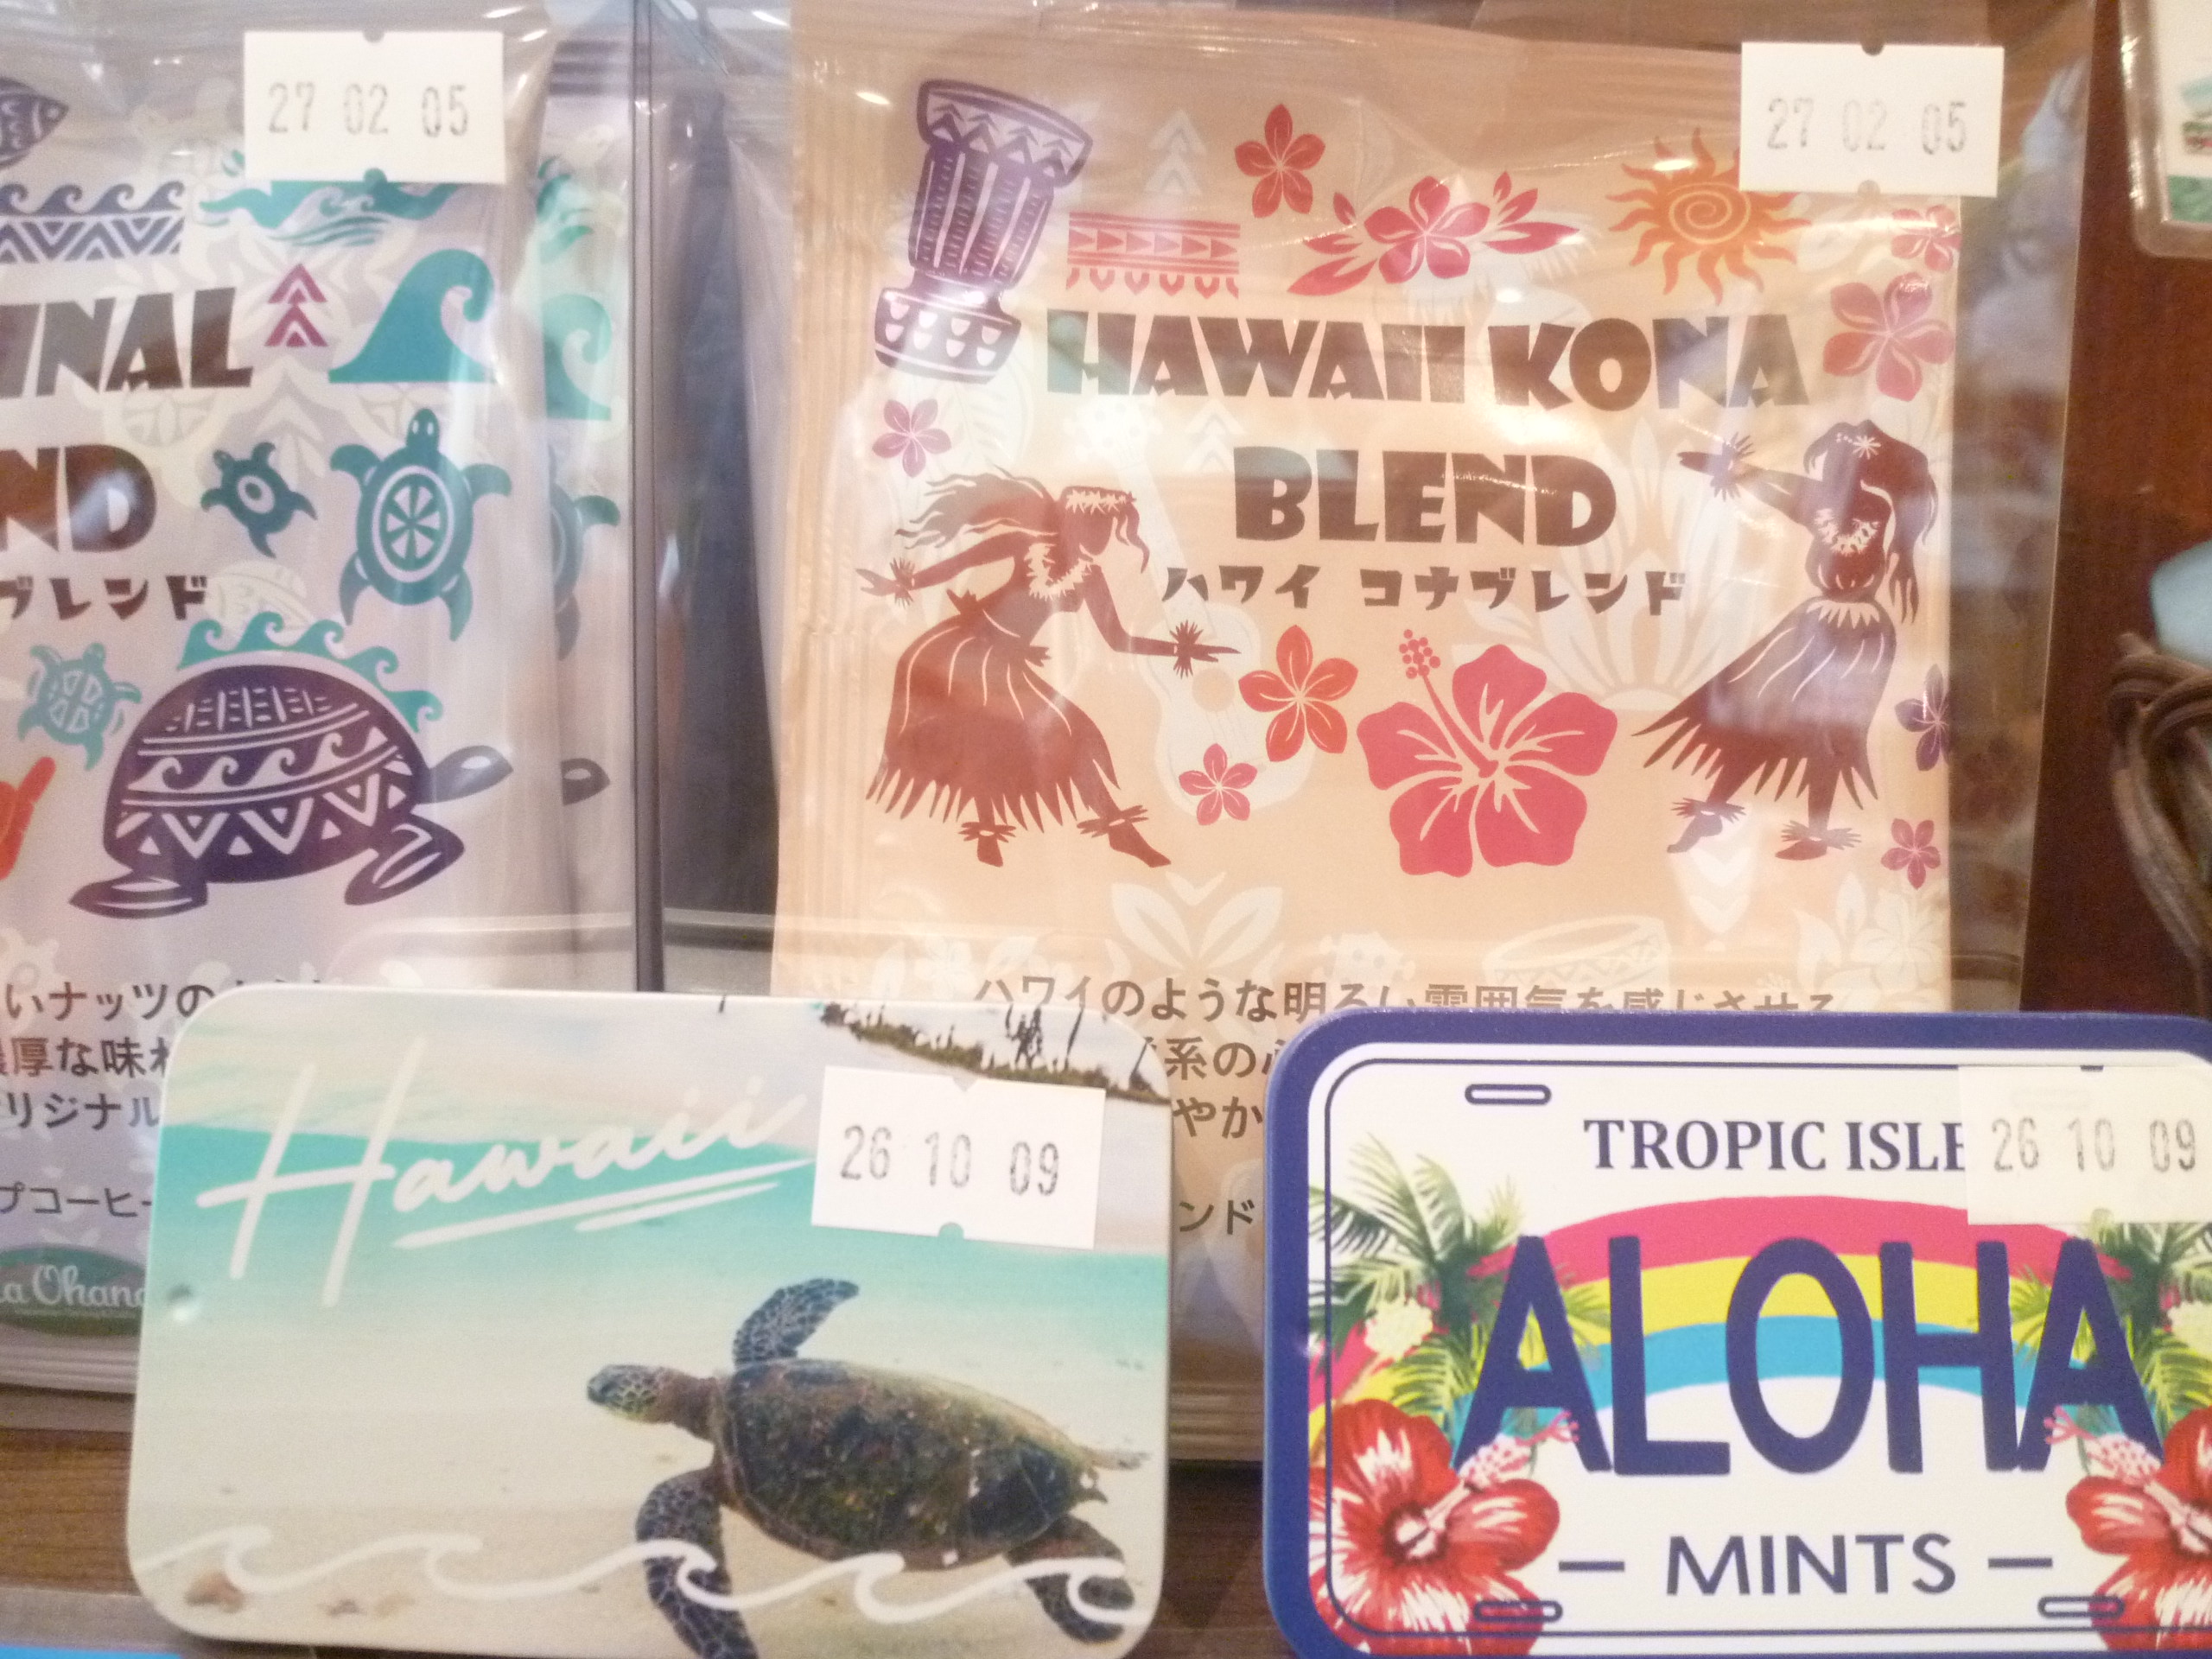 27 02 05
INAL
ND
ブレンド
いナッツの
厚な味わ
リジナル
プコーヒー
a Ohana
27 02 05
HAWAII KONA
BLEND
ハワイ コナブレンド
ハワイのような明るい雰囲気を感じさせる
系の
やか
ンド
Hawaii
26 10 09
TROPIC ISLE
26 10 09
ALOHA
MINTS